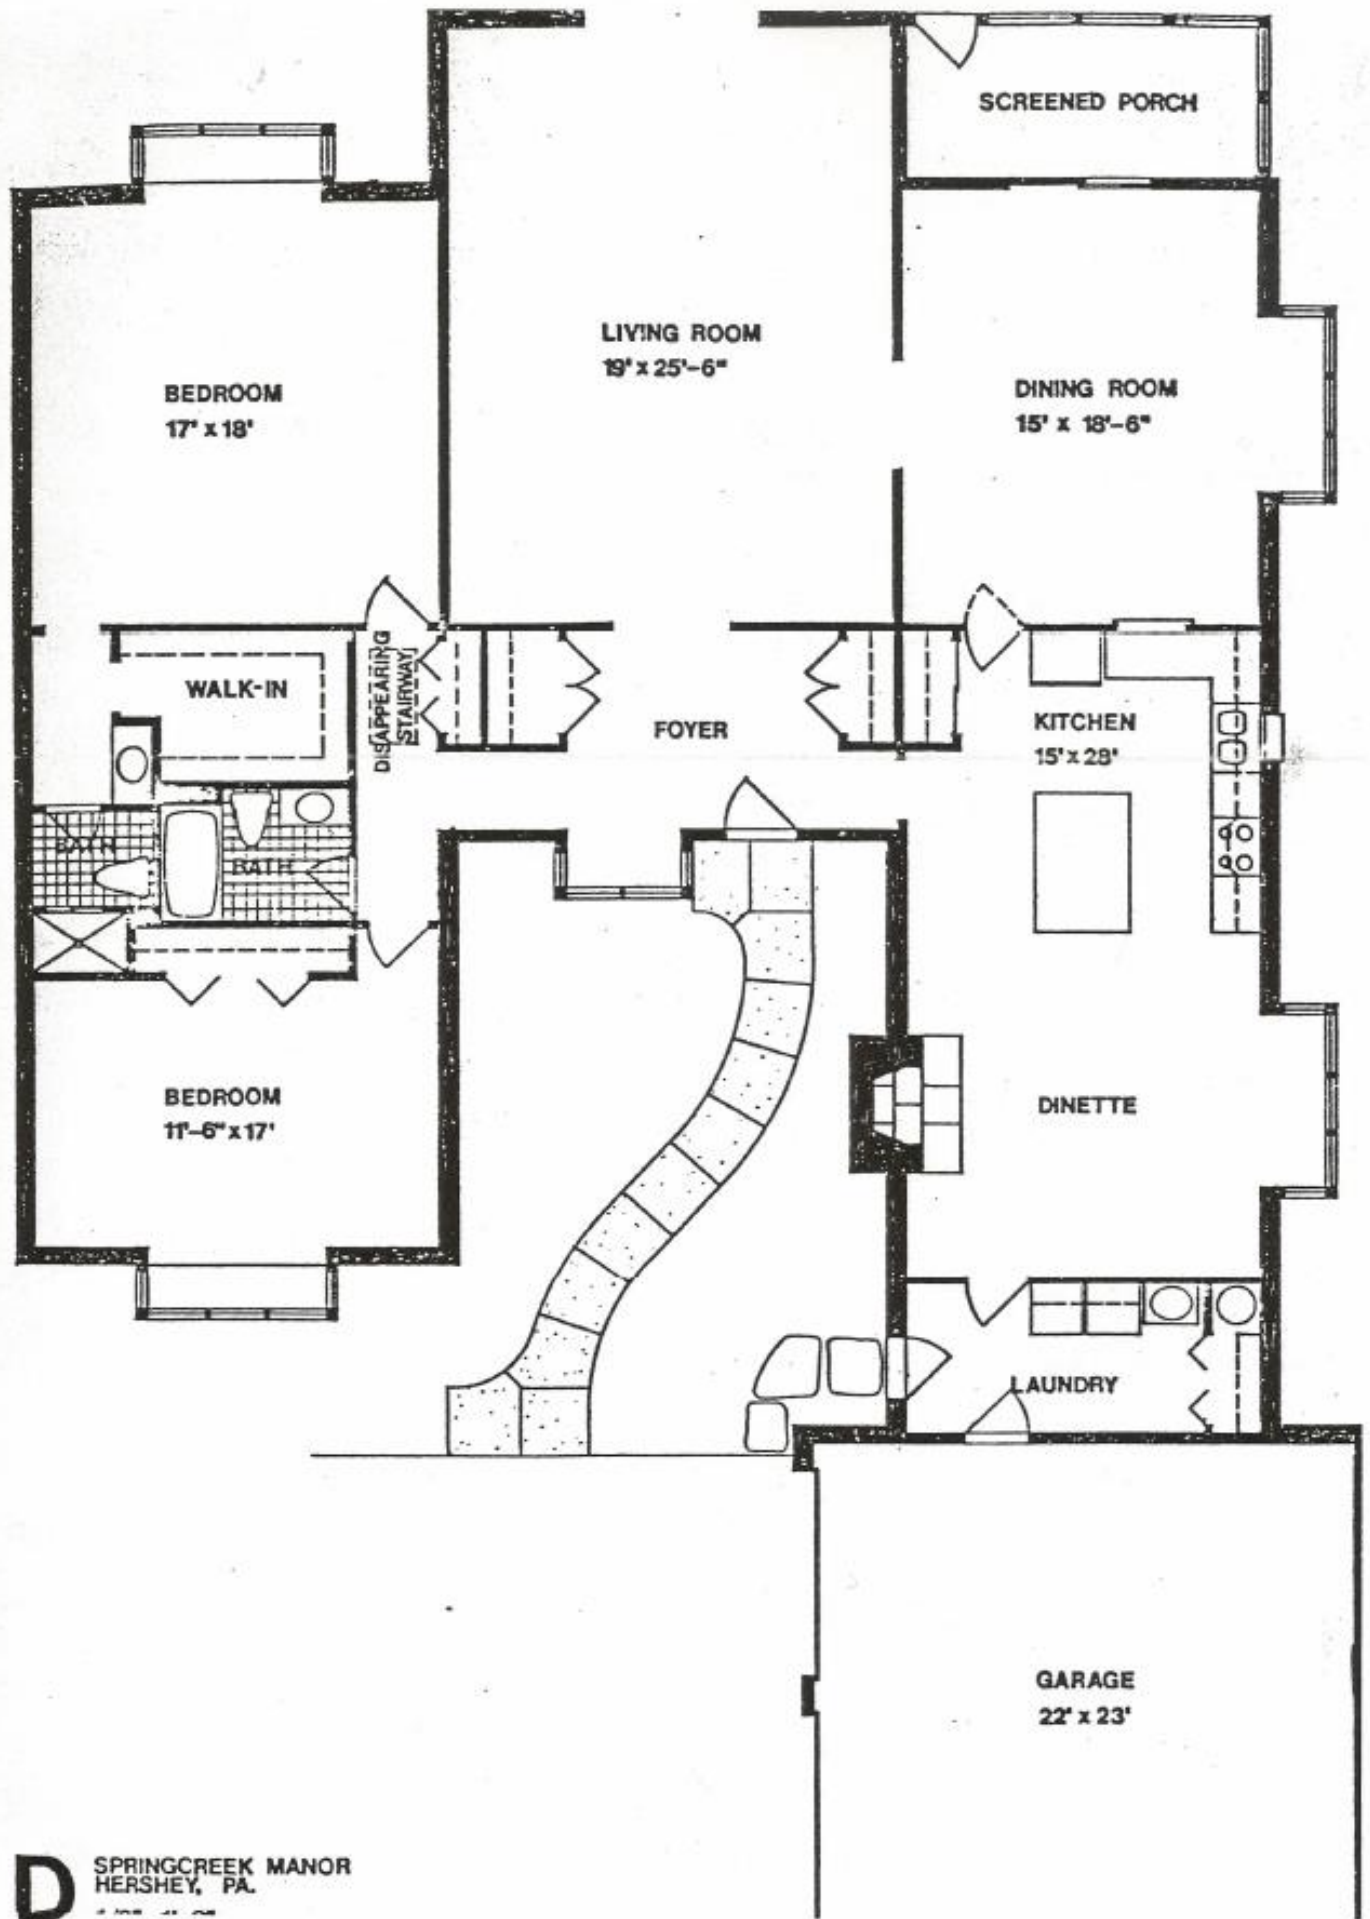 SCREENED PORCH
LIVING ROOM
19' x 25'-6"
BEDROOM
17' x 18'
DINING ROOM
15' x 18'-6"
WALK-IN
DISAPPEARING
STAIRWAY
FOYER
KITCHEN
15' x 28'
BATH
BATH
BEDROOM
11'-6" x 17'
DINETTE
LAUNDRY
GARAGE
22' x 23'
D
SPRINGCREEK MANOR
HERSHEY, PA.